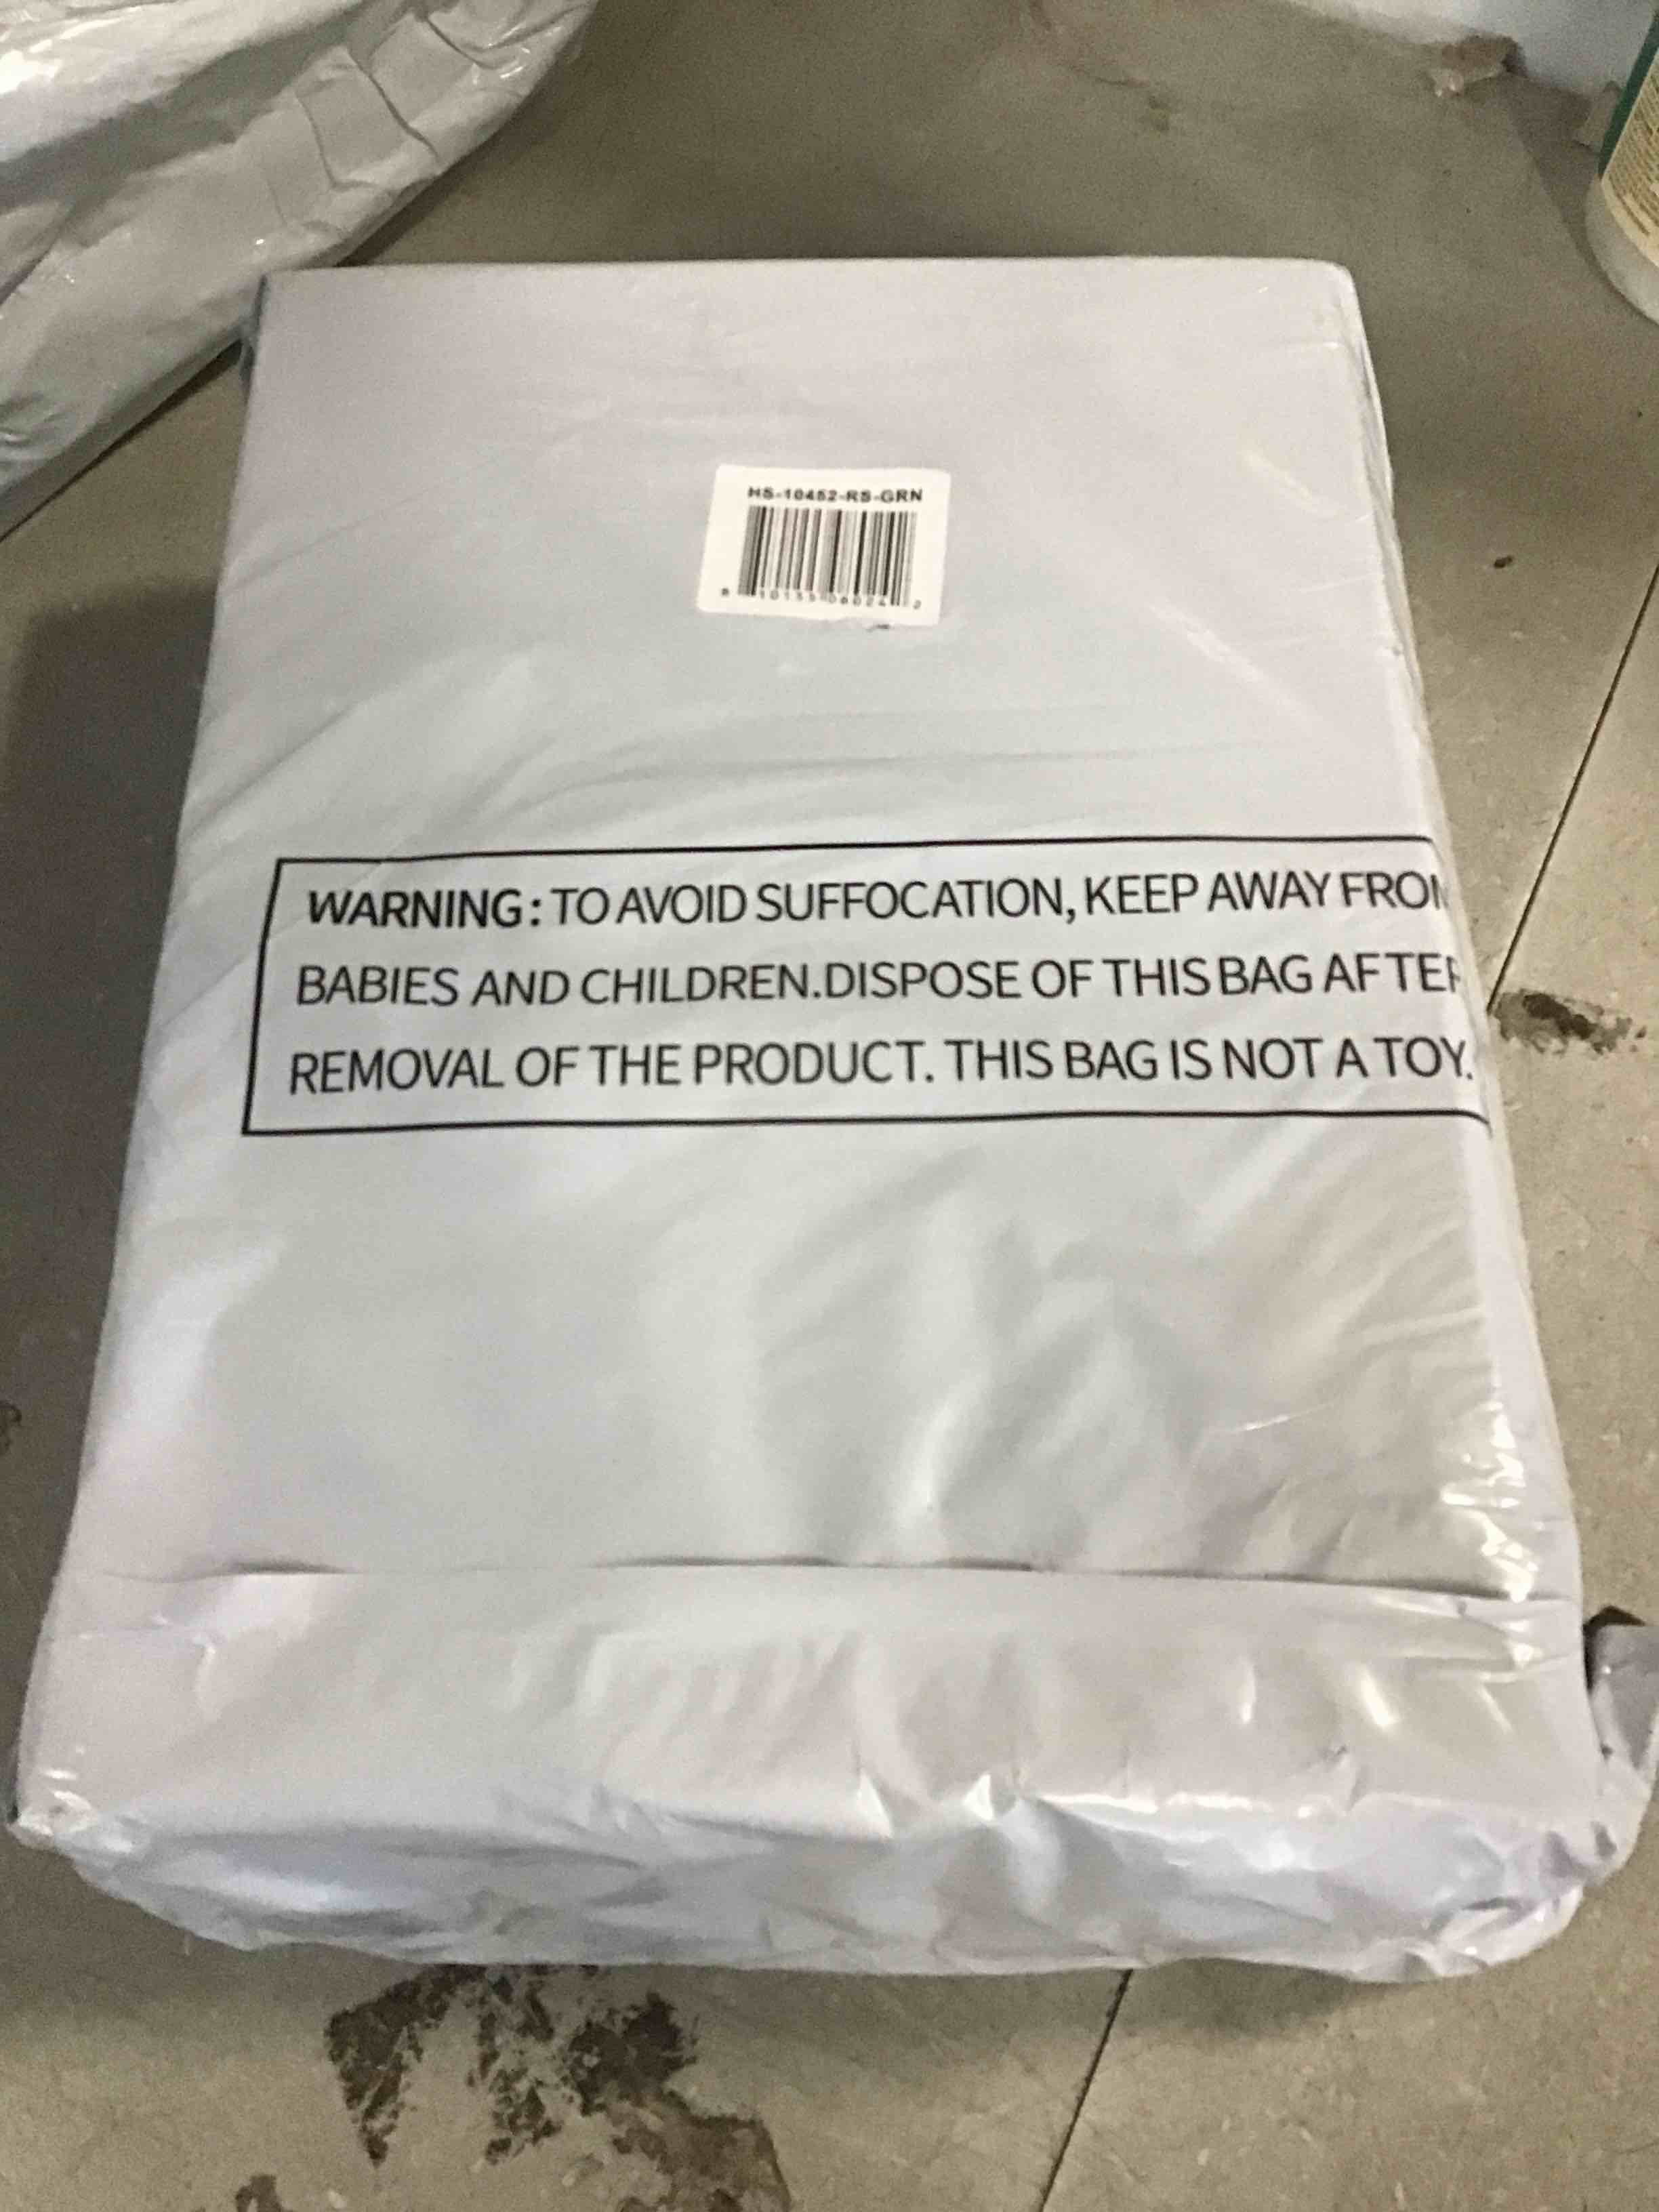 HS-10452-RS-GRN
WARNING: TO AVOID SUFFOCATION, KEEP AWAY FROM
BABIES AND CHILDREN.DISPOSE OF THIS BAG AFTER
REMOVAL OF THE PRODUCT. THIS BAG IS NOT A TOY.